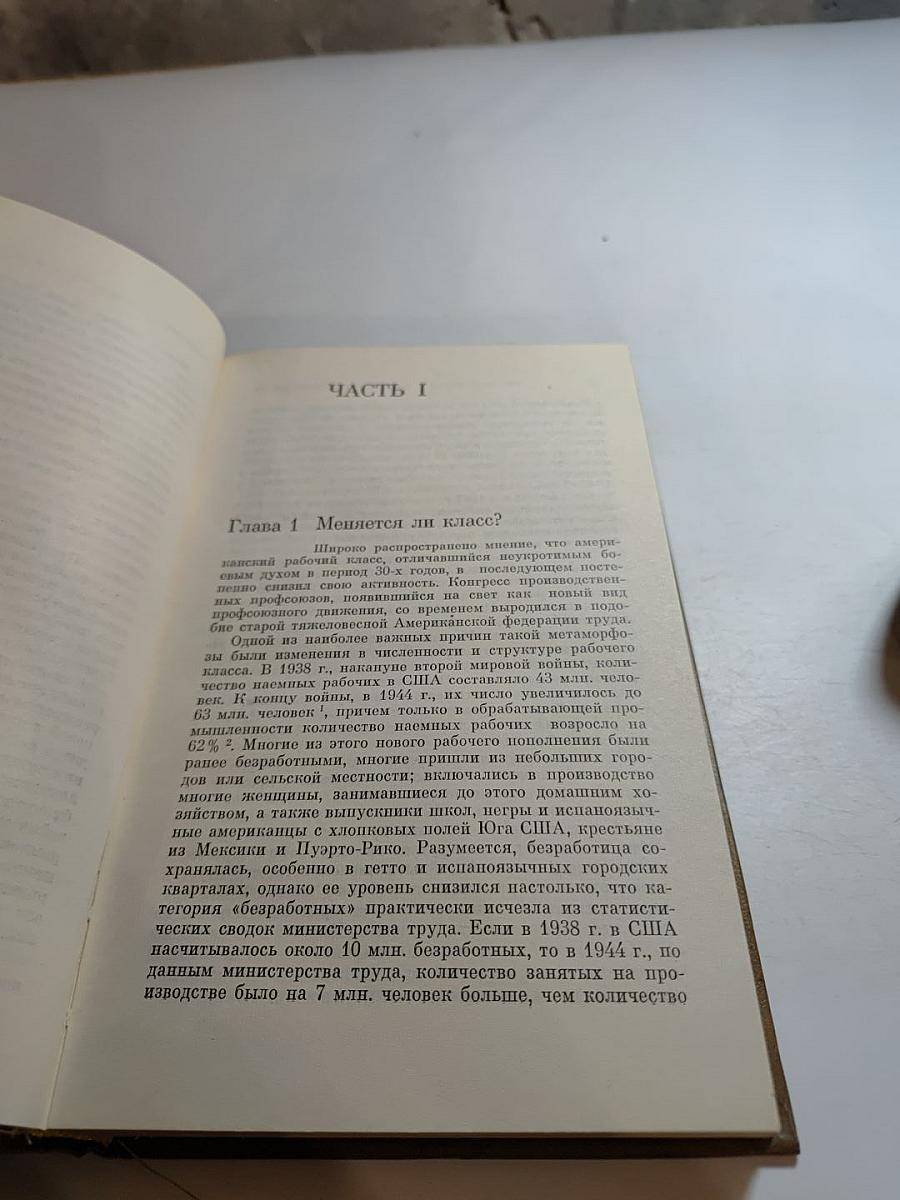 ЧАСТЬ I
Глава 1 Меняется ли класс?
Широко распространено мнение, что амери-
канский рабочий класс, отличавшийся неукротимым бо-
евым духом в период 30-х годов, в последующем посте-
пенно снизил свою активность. Конгресс производствен-
ных профсоюзов, появившийся на свет как новый вид
профсоюзного движения, со временем выродился в подо-
бие старой тяжеловесной Американской федерации труда.
Одной из наиболее важных причин такой метаморфо-
зы были изменения в численности и структуре рабочего
класса. В 1938 г., накануне второй мировой войны, коли-
чество наемных рабочих в США составляло 43 млн. чело-
век. К концу войны, в 1944 г., их число увеличилось до
63 млн. человек ¹, причем только в обрабатывающей про-
мышленности количество наемных рабочих возросло на
62% ². Многие из этого нового рабочего пополнения были
ранее безработными, многие пришли из небольших горо-
дов или сельской местности; включались в производство
многие женщины, занимавшиеся до этого домашним хо-
зяйством, а также выпускники школ, негры и испаноязыч-
ные американцы с хлопковых полей Юга США, крестьяне
из Мексики и Пуэрто-Рико. Разумеется, безработица со-
хранялась, особенно в гетто и испаноязычных городских
кварталах, однако ее уровень снизился настолько, что ка-
тегория «безработных» практически исчезла из статисти-
ческих сводок министерства труда. Если в 1938 г. в США
насчитывалось около 10 млн. безработных, то в 1944 г., по
данным министерства труда, количество занятых на про-
изводстве было на 7 млн. человек больше, чем количество